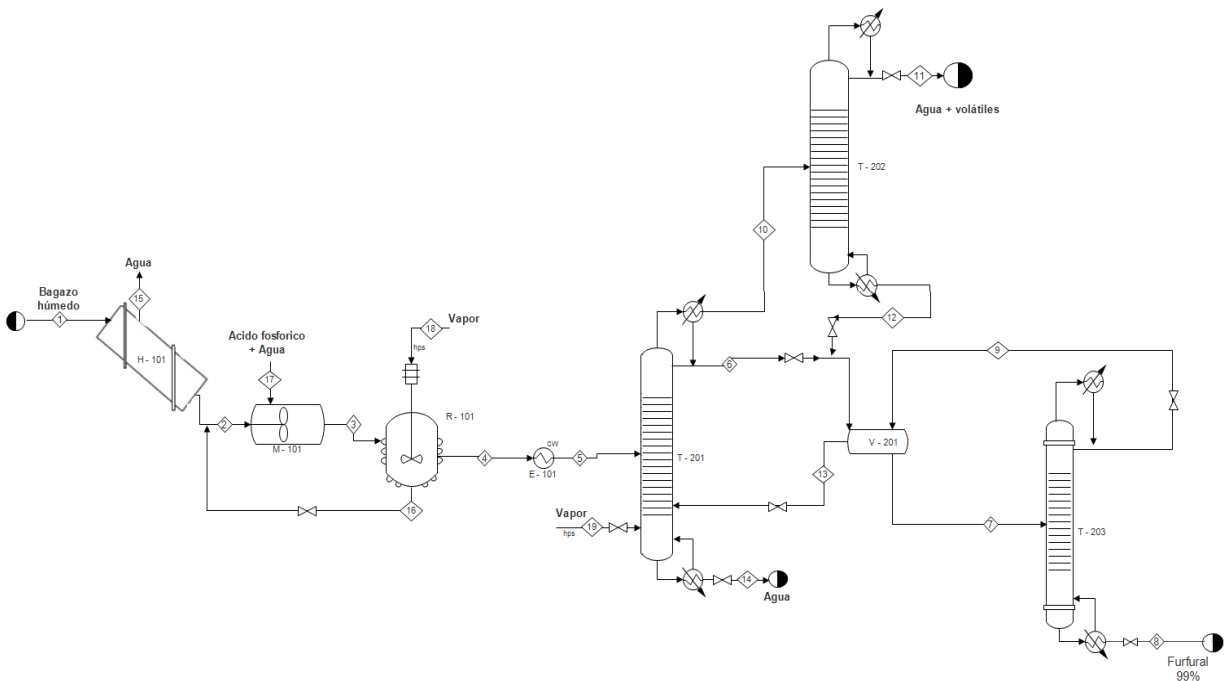 11
Agua + volátiles
T - 202
10
Agua
15
Bagazo
húmedo
1
H - 101
Acido fosforico
+ Agua
17
18
Vapor
hps
12
9
6
2
M - 101
3
R - 101
4
CW
E - 101
5
T - 201
V - 201
13
16
Vapor
hps
19
7
T - 203
14
Agua
8
Furfural
99%